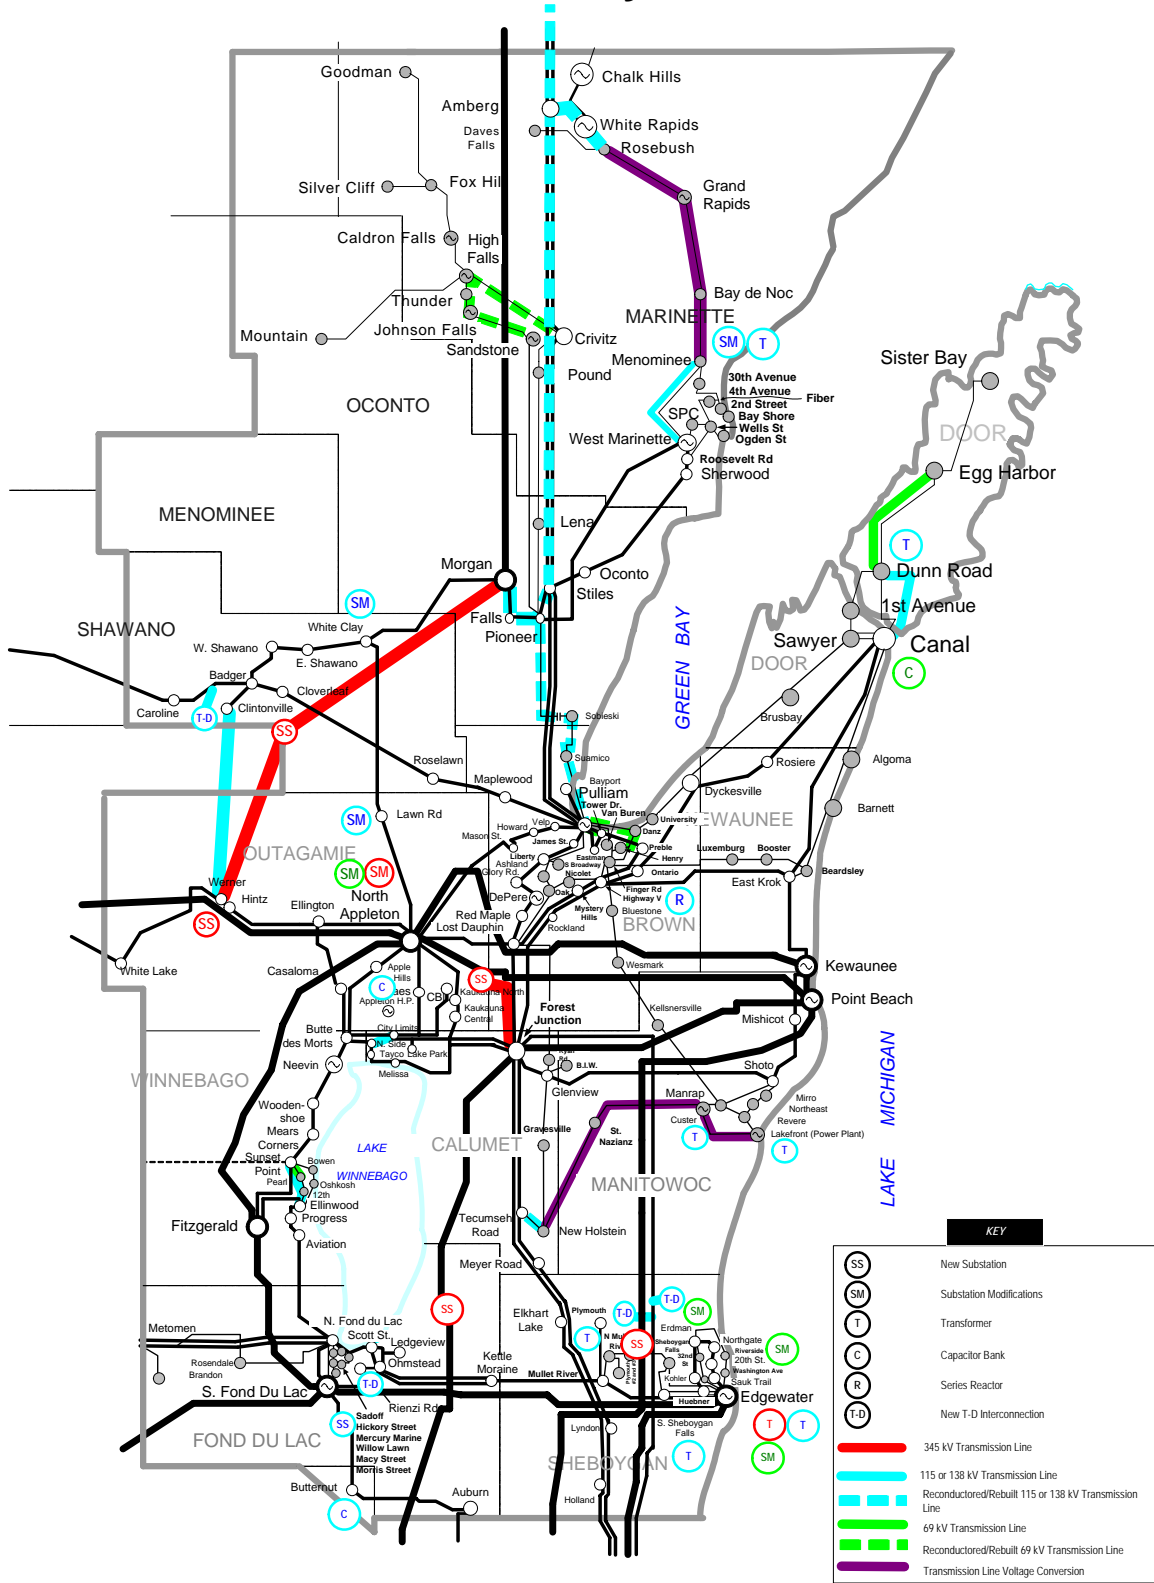 Goodman
Chalk Hills
Amberg
Daves
Falls
White Rapids
Rosebush
Silver Cliff
Fox Hill
Grand
Rapids
Caldron Falls
High
Falls
Thunder
Bay de Noc
MARINETTE
Mountain
Johnson Falls
Sandstone
Crivitz
SM
T
Menominee
Sister Bay
Pound
30th Avenue
4th Avenue
Fiber
2nd Street
OCONTO
SPC
Bay Shore
Wells St
Ogden St
DOOR
West Marinette
Roosevelt Rd
Sherwood
Egg Harbor
MENOMINEE
Lena
T
Morgan
Oconto
Dunn Road
Stiles
SM
1st Avenue
SHAWANO
White Clay
Falls
Pioneer
Sawyer
Canal
W. Shawano
E. Shawano
DOOR
C
Badger
Cloverleaf
GREEN BAY
Caroline
Clintonville
T-D
SS
Sobieski
Brusbay
Suamico
Roselawn
Rosiere
Algoma
Maplewood
Bayport
Pulliam
Dyckesville
Tower Dr.
Van Buren
Barnett
SM
Lawn Rd
Howard
Velp
University
KEWAUNEE
Mason St.
James St.
Danz
OUTAGAMIE
Liberty
Eastman
Preble
Henry
Luxemburg
Booster
Ashland
S Broadway
Glory Rd.
Nicolet
Ontario
Beardsley
SM
SM
Werner
Hintz
North
Appleton
DePere
Oak
Finger Rd
Highway V
R
East Krok
SS
Ellington
Red Maple
Mystery
Hills
Bluestone
BROWN
Lost Dauphin
Rockland
White Lake
Casaloma
Apple
Hills
SS
Wesmark
Kewaunee
C
Appleton H.P.
Kaukauna North
Kaukauna
Central
Forest
Junction
Kellsnersville
Point Beach
Mishicot
Butte
des Morts
City Limits
N. Side
Tayco
Lake Park
Melissa
B.I.W.
Neevin
WINNEBAGO
Glenview
Shoto
Manrap
Mirro
Northeast
Revere
Wooden-
shoe
Mears
Corners
Sunset
Point
Pearl
Bowen
Oshkosh
12th
LAKE
WINNEBAGO
CALUMET
Gravesville
St.
Nazianz
Custer
T
Lakefront (Power Plant)
T
LAKE MICHIGAN
MANITOWOC
Ellinwood
Progress
Aviation
Fitzgerald
Tecumseh
Road
New Holstein
Meyer Road
KEY
SS New Substation
SM Substation Modifications
T Transformer
C Capacitor Bank
R Series Reactor
T-D New T-D Interconnection
345 kV Transmission Line
115 or 138 kV Transmission Line
Reconductored/Rebuilt 115 or 138 kV Transmission
Line
69 kV Transmission Line
Reconductored/Rebuilt 69 kV Transmission Line
Transmission Line Voltage Conversion
SS
Elkhart
Lake
Plymouth
T-D
T-D
SM
Metomen
N. Fond du Lac
Scott St.
Ledgeview
Ohmstead
T
SS
Erdman
Sheboygan
Falls
32nd
St
Northgate
Riverside
20th St.
Washington Ave
Sauk Trail
SM
Rosendale
Brandon
Kettle
Moraine
Mullet River
Kohler
Huebner
Edgewater
S. Fond Du Lac
T-D
Rienzi Rd
SS
Sadoff
Hickory Street
Mercury Marine
Willow Lawn
Macy Street
Morris Street
FOND DU LAC
Lyndon
S. Sheboygan
Falls
T
T
T
SM
SHEBOYGAN
Butternut
Auburn
Holland
C